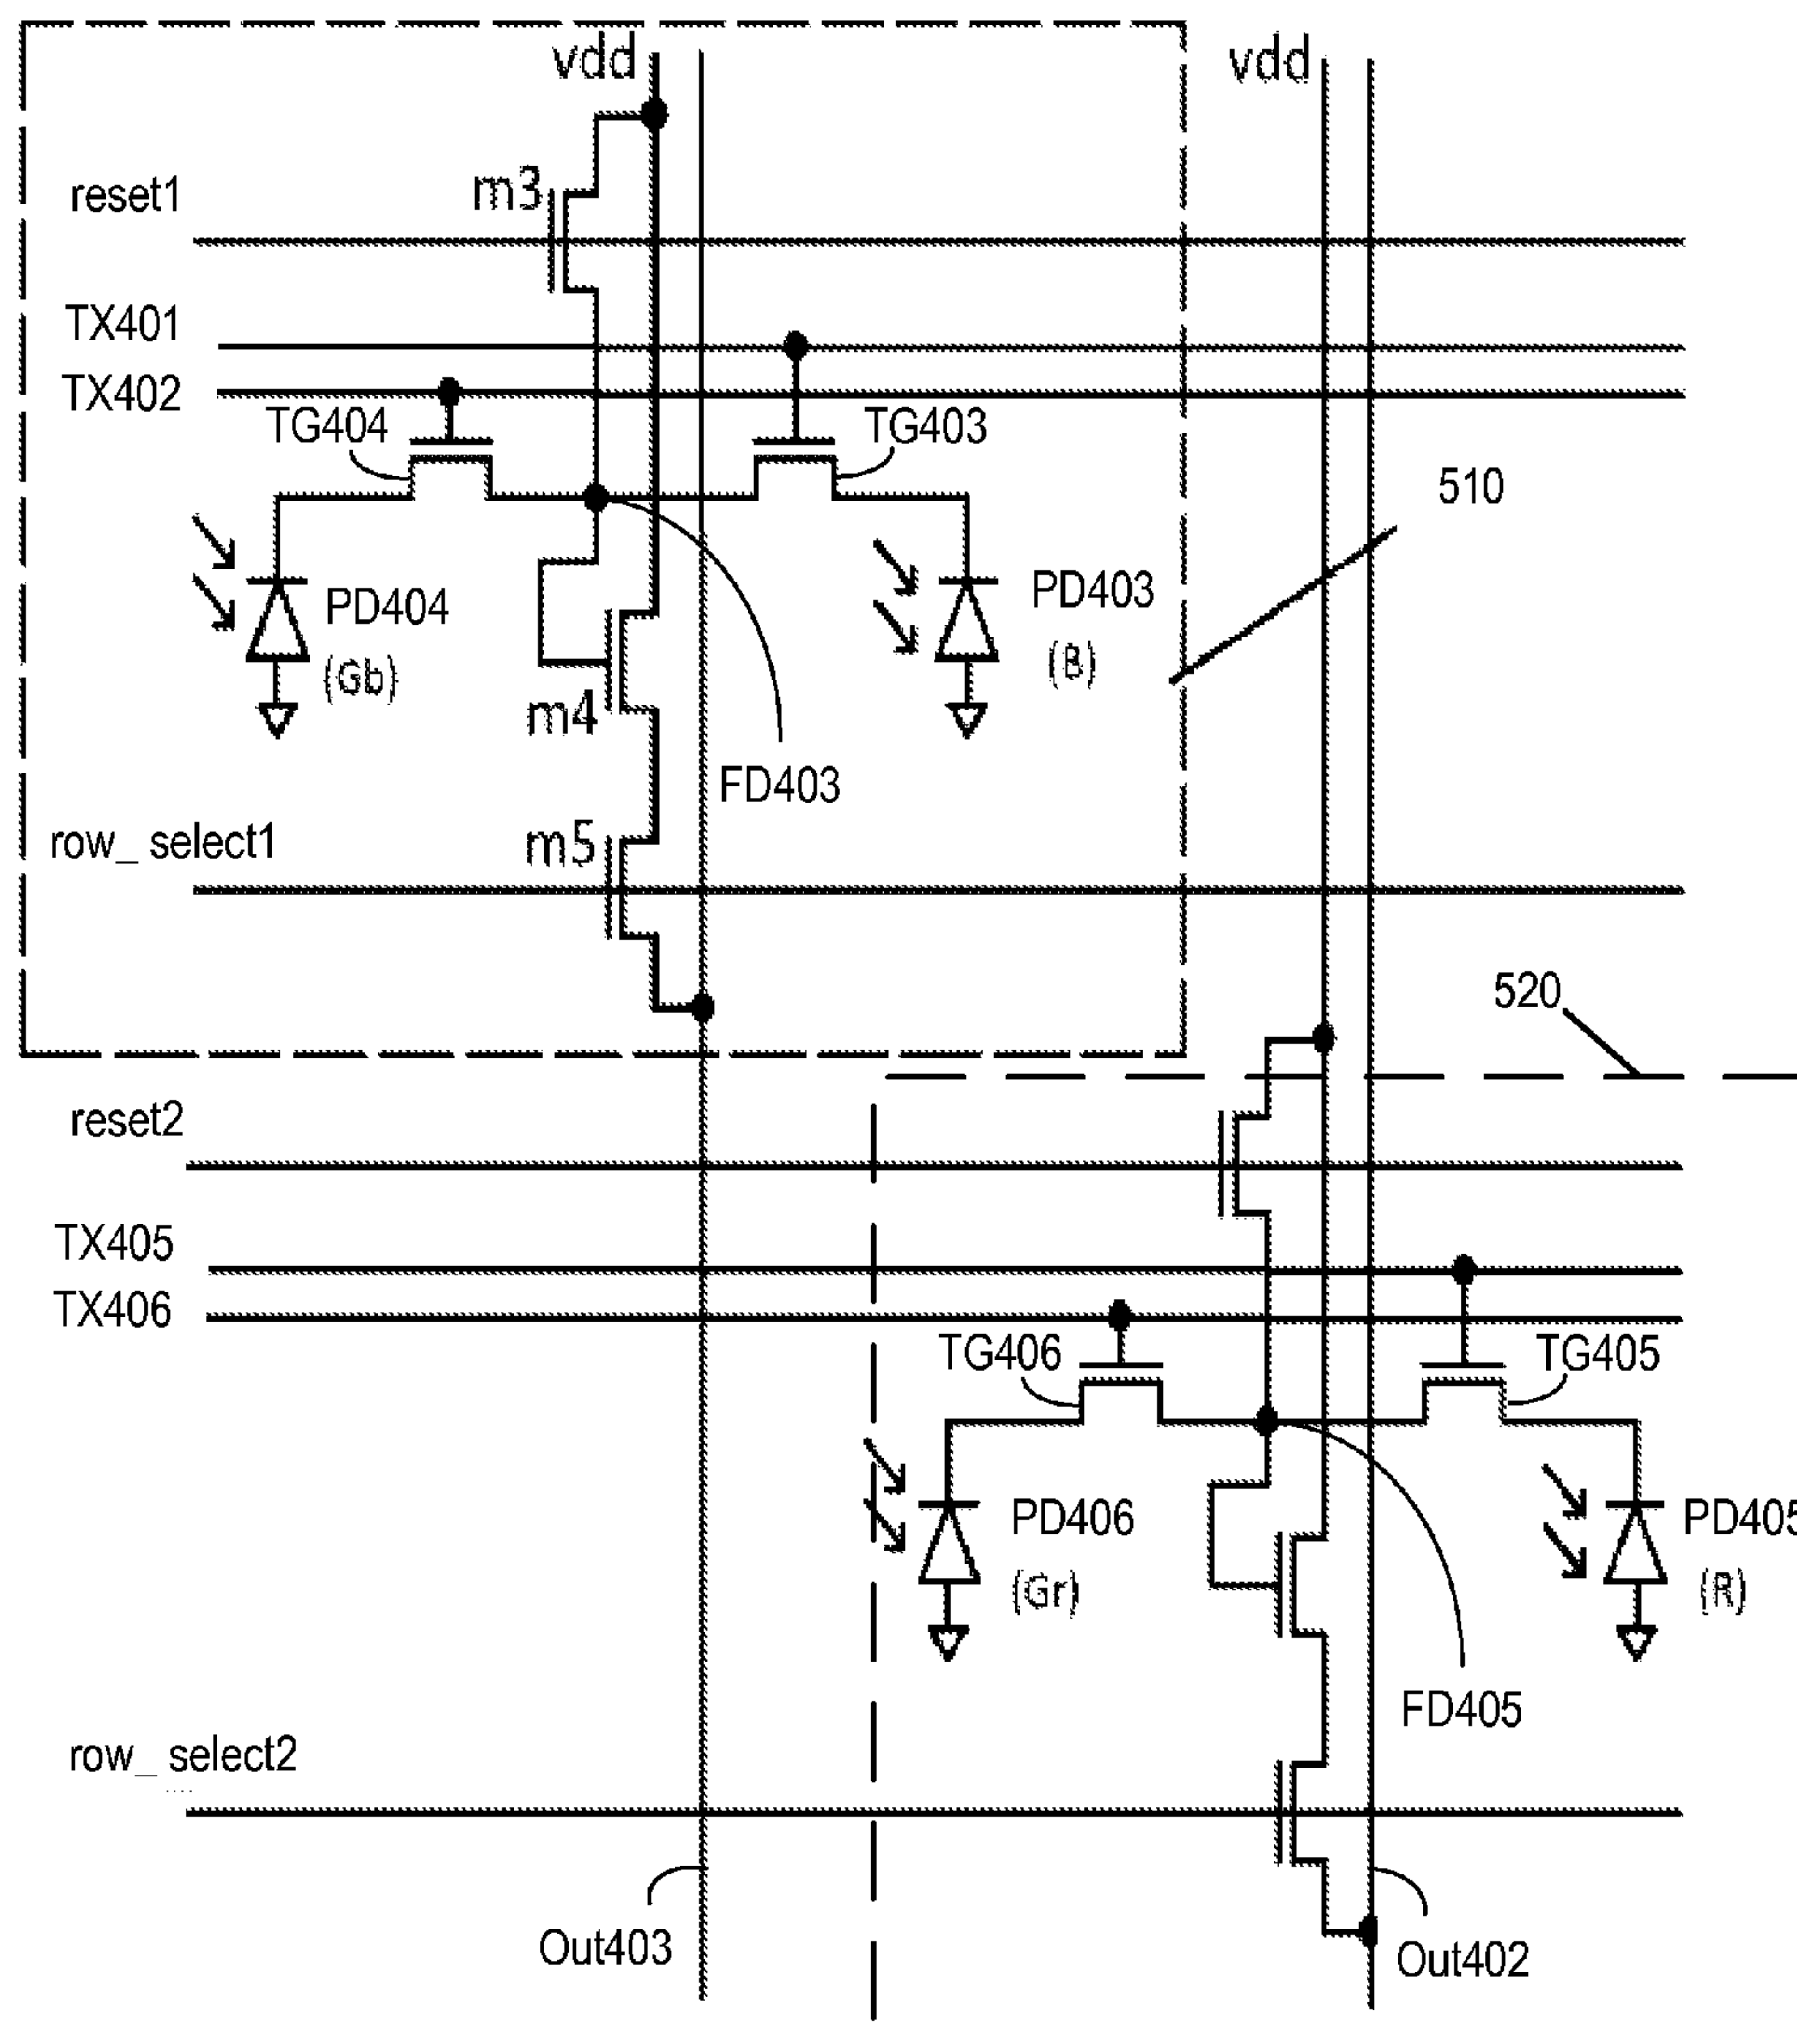 vdd
vdd
m3
reset1
TX401
TX402
TG404
TG403
510
PD404
(Gb)
PD403
(B)
m4
FD403
m5
row_ select1
520
reset2
TX405
TX406
TG406
TG405
PD406
(Gr)
PD405
(R)
FD405
row_ select2
Out403
Out402